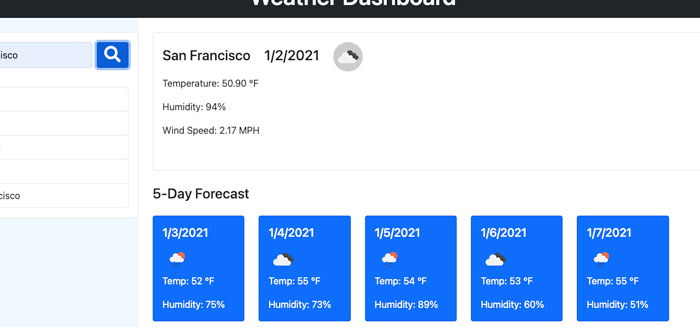 Weather Dashboard
isco
San Francisco 1/2/2021
Temperature: 50.90 °F
Humidity: 94%
Wind Speed: 2.17 MPH
cisco
5-Day Forecast
1/3/2021
Temp: 52 °F
Humidity: 75%
1/4/2021
Temp: 55 °F
Humidity: 73%
1/5/2021
Temp: 54 °F
Humidity: 89%
1/6/2021
Temp: 53 °F
Humidity: 60%
1/7/2021
Temp: 55 °F
Humidity: 51%